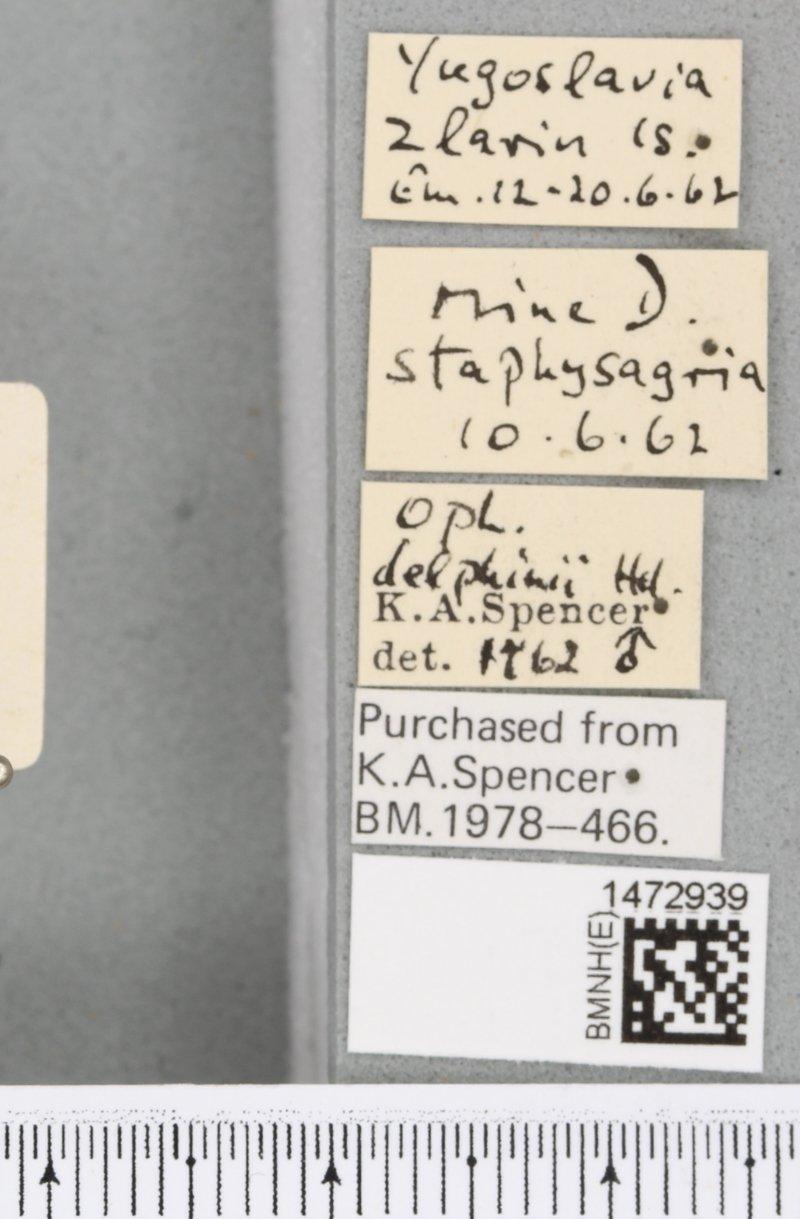 Yugoslavia
Zlarin Is.
Em. 12-20.6.62
Mine D.
staphysagria
10.6.62
Oph.
delphinii Hd.
K.A.Spencer
det. 1962 ♂
Purchased from
K.A.Spencer
BM.1978–466.
1472939
BMNH(E)